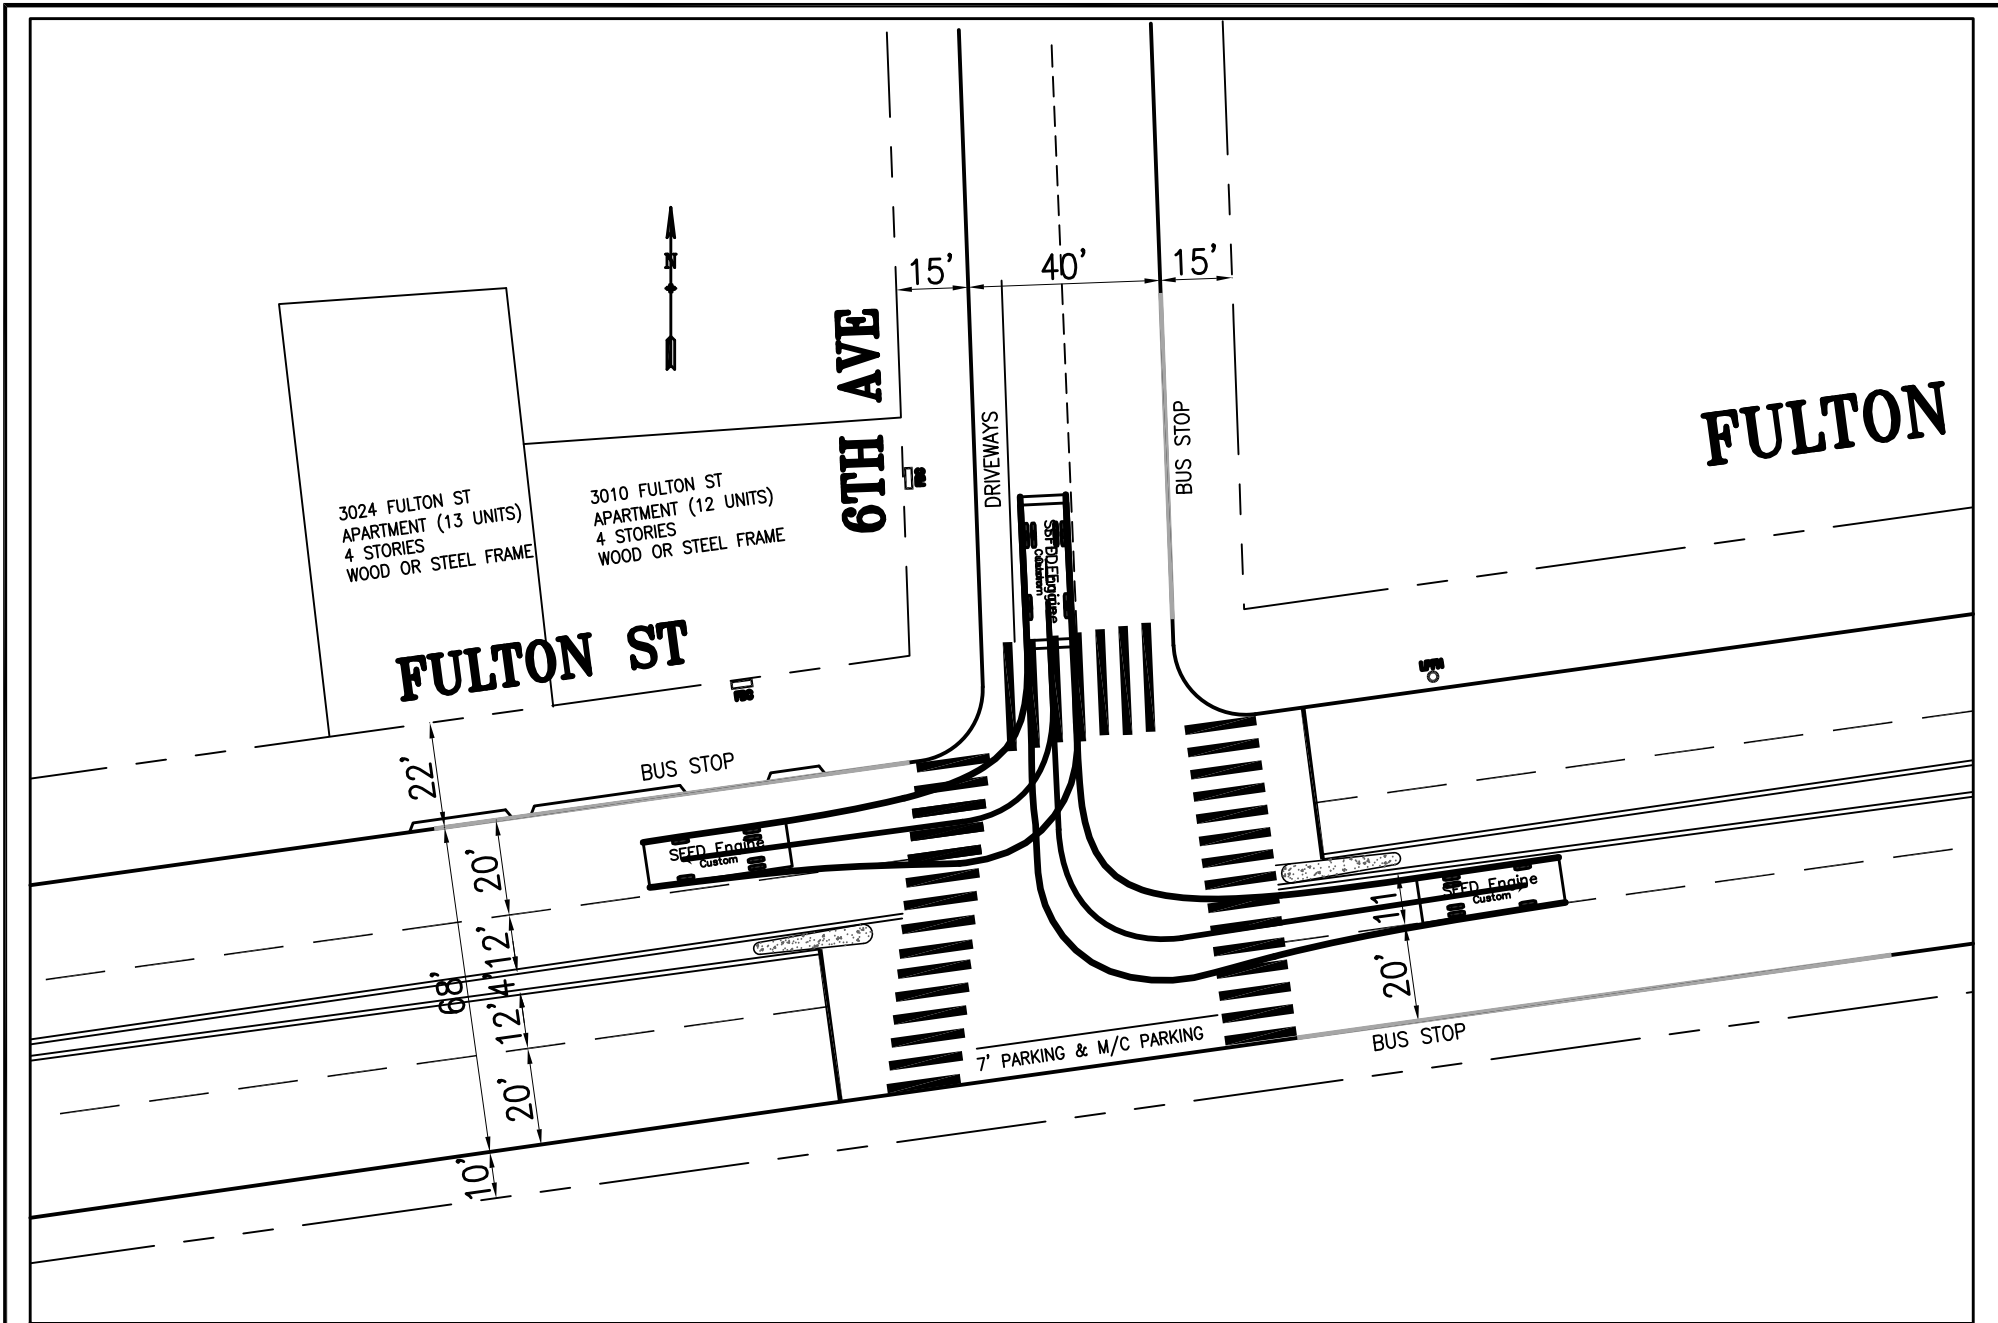 N
15'
40'
15'
6TH AVE
DRIVEWAYS
BUS STOP
FULTON
3024 FULTON ST
APARTMENT (13 UNITS)
4 STORIES
WOOD OR STEEL FRAME
3010 FULTON ST
APARTMENT (12 UNITS)
4 STORIES
WOOD OR STEEL FRAME
FULTON ST
22'
BUS STOP
SFED Engine
Custom
SFED Engine
Custom
20'
12'
4'
12'
20'
68'
10'
11'
20'
7' PARKING & M/C PARKING
BUS STOP